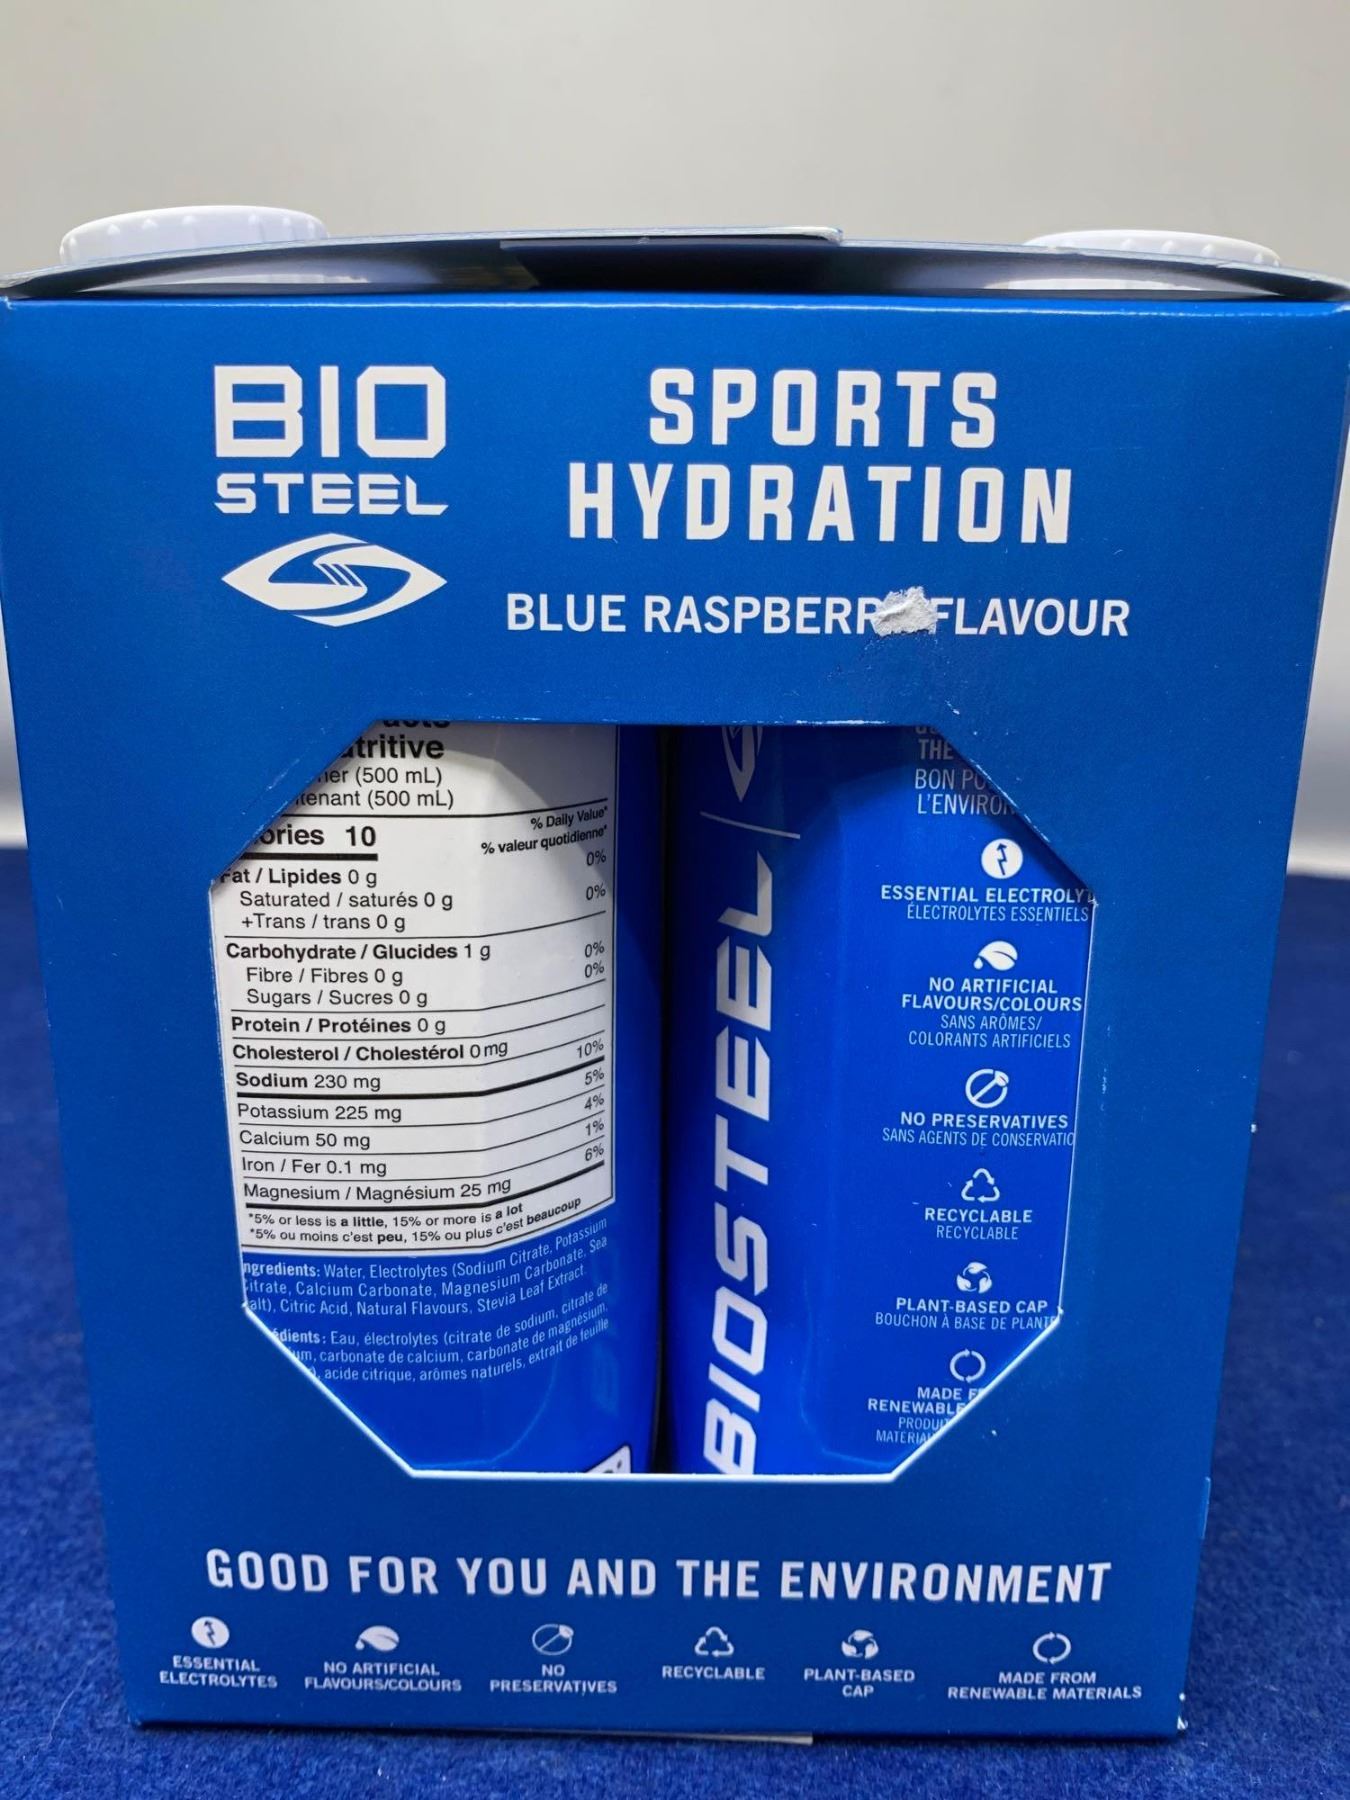 BIO
STEEL
SPORTS
HYDRATION
BLUE RASPBERR FLAVOUR
tritive
(500 mL)
(500 mL)
ories 10
% Daily Value*
% valeur quotidienne*
Fat / Lipides 0 g 0%
Saturated / saturés 0 g 0%
+Trans / trans 0 g
Carbohydrate / Glucides 1 g 0%
Fibre / Fibres 0 g 0%
Sugars / Sucres 0 g
Protein / Protéines 0 g
Cholesterol / Cholestérol 0 mg
Sodium 230 mg 10%
Potassium 225 mg 5%
Calcium 50 mg 4%
Iron / Fer 0.1 mg 1%
Magnesium / Magnésium 25 mg 6%
*5% or less is a little, 15% or more is a lot
*5% ou moins c'est peu, 15% ou plus c'est beaucoup
ngredients: Water, Electrolytes (Sodium Citrate, Potassium
Citrate, Calcium Carbonate, Magnesium Carbonate, Sea
alt), Citric Acid, Natural Flavours, Stevia Leaf Extract.
édients : Eau, électrolytes (citrate de sodium, citrate de
um, carbonate de calcium, carbonate de magnésium,
), acide citrique, arômes naturels, extrait de feuille
BIOSTEEL
THE
BON PO
L'ENVIRON
ESSENTIAL ELECTROLYT
ÉLECTROLYTES ESSENTIELS
NO ARTIFICIAL
FLAVOURS/COLOURS
SANS ARÔMES/
COLORANTS ARTIFICIELS
NO PRESERVATIVES
SANS AGENTS DE CONSERVATIO
RECYCLABLE
RECYCLABLE
PLANT-BASED CAP
BOUCHON À BASE DE PLANTE
MADE F
RENEWABLE
PRODUIT
MATERIAU
GOOD FOR YOU AND THE ENVIRONMENT
ESSENTIAL
ELECTROLYTES
NO ARTIFICIAL
FLAVOURS/COLOURS
NO
PRESERVATIVES
RECYCLABLE
PLANT-BASED
CAP
MADE FROM
RENEWABLE MATERIALS